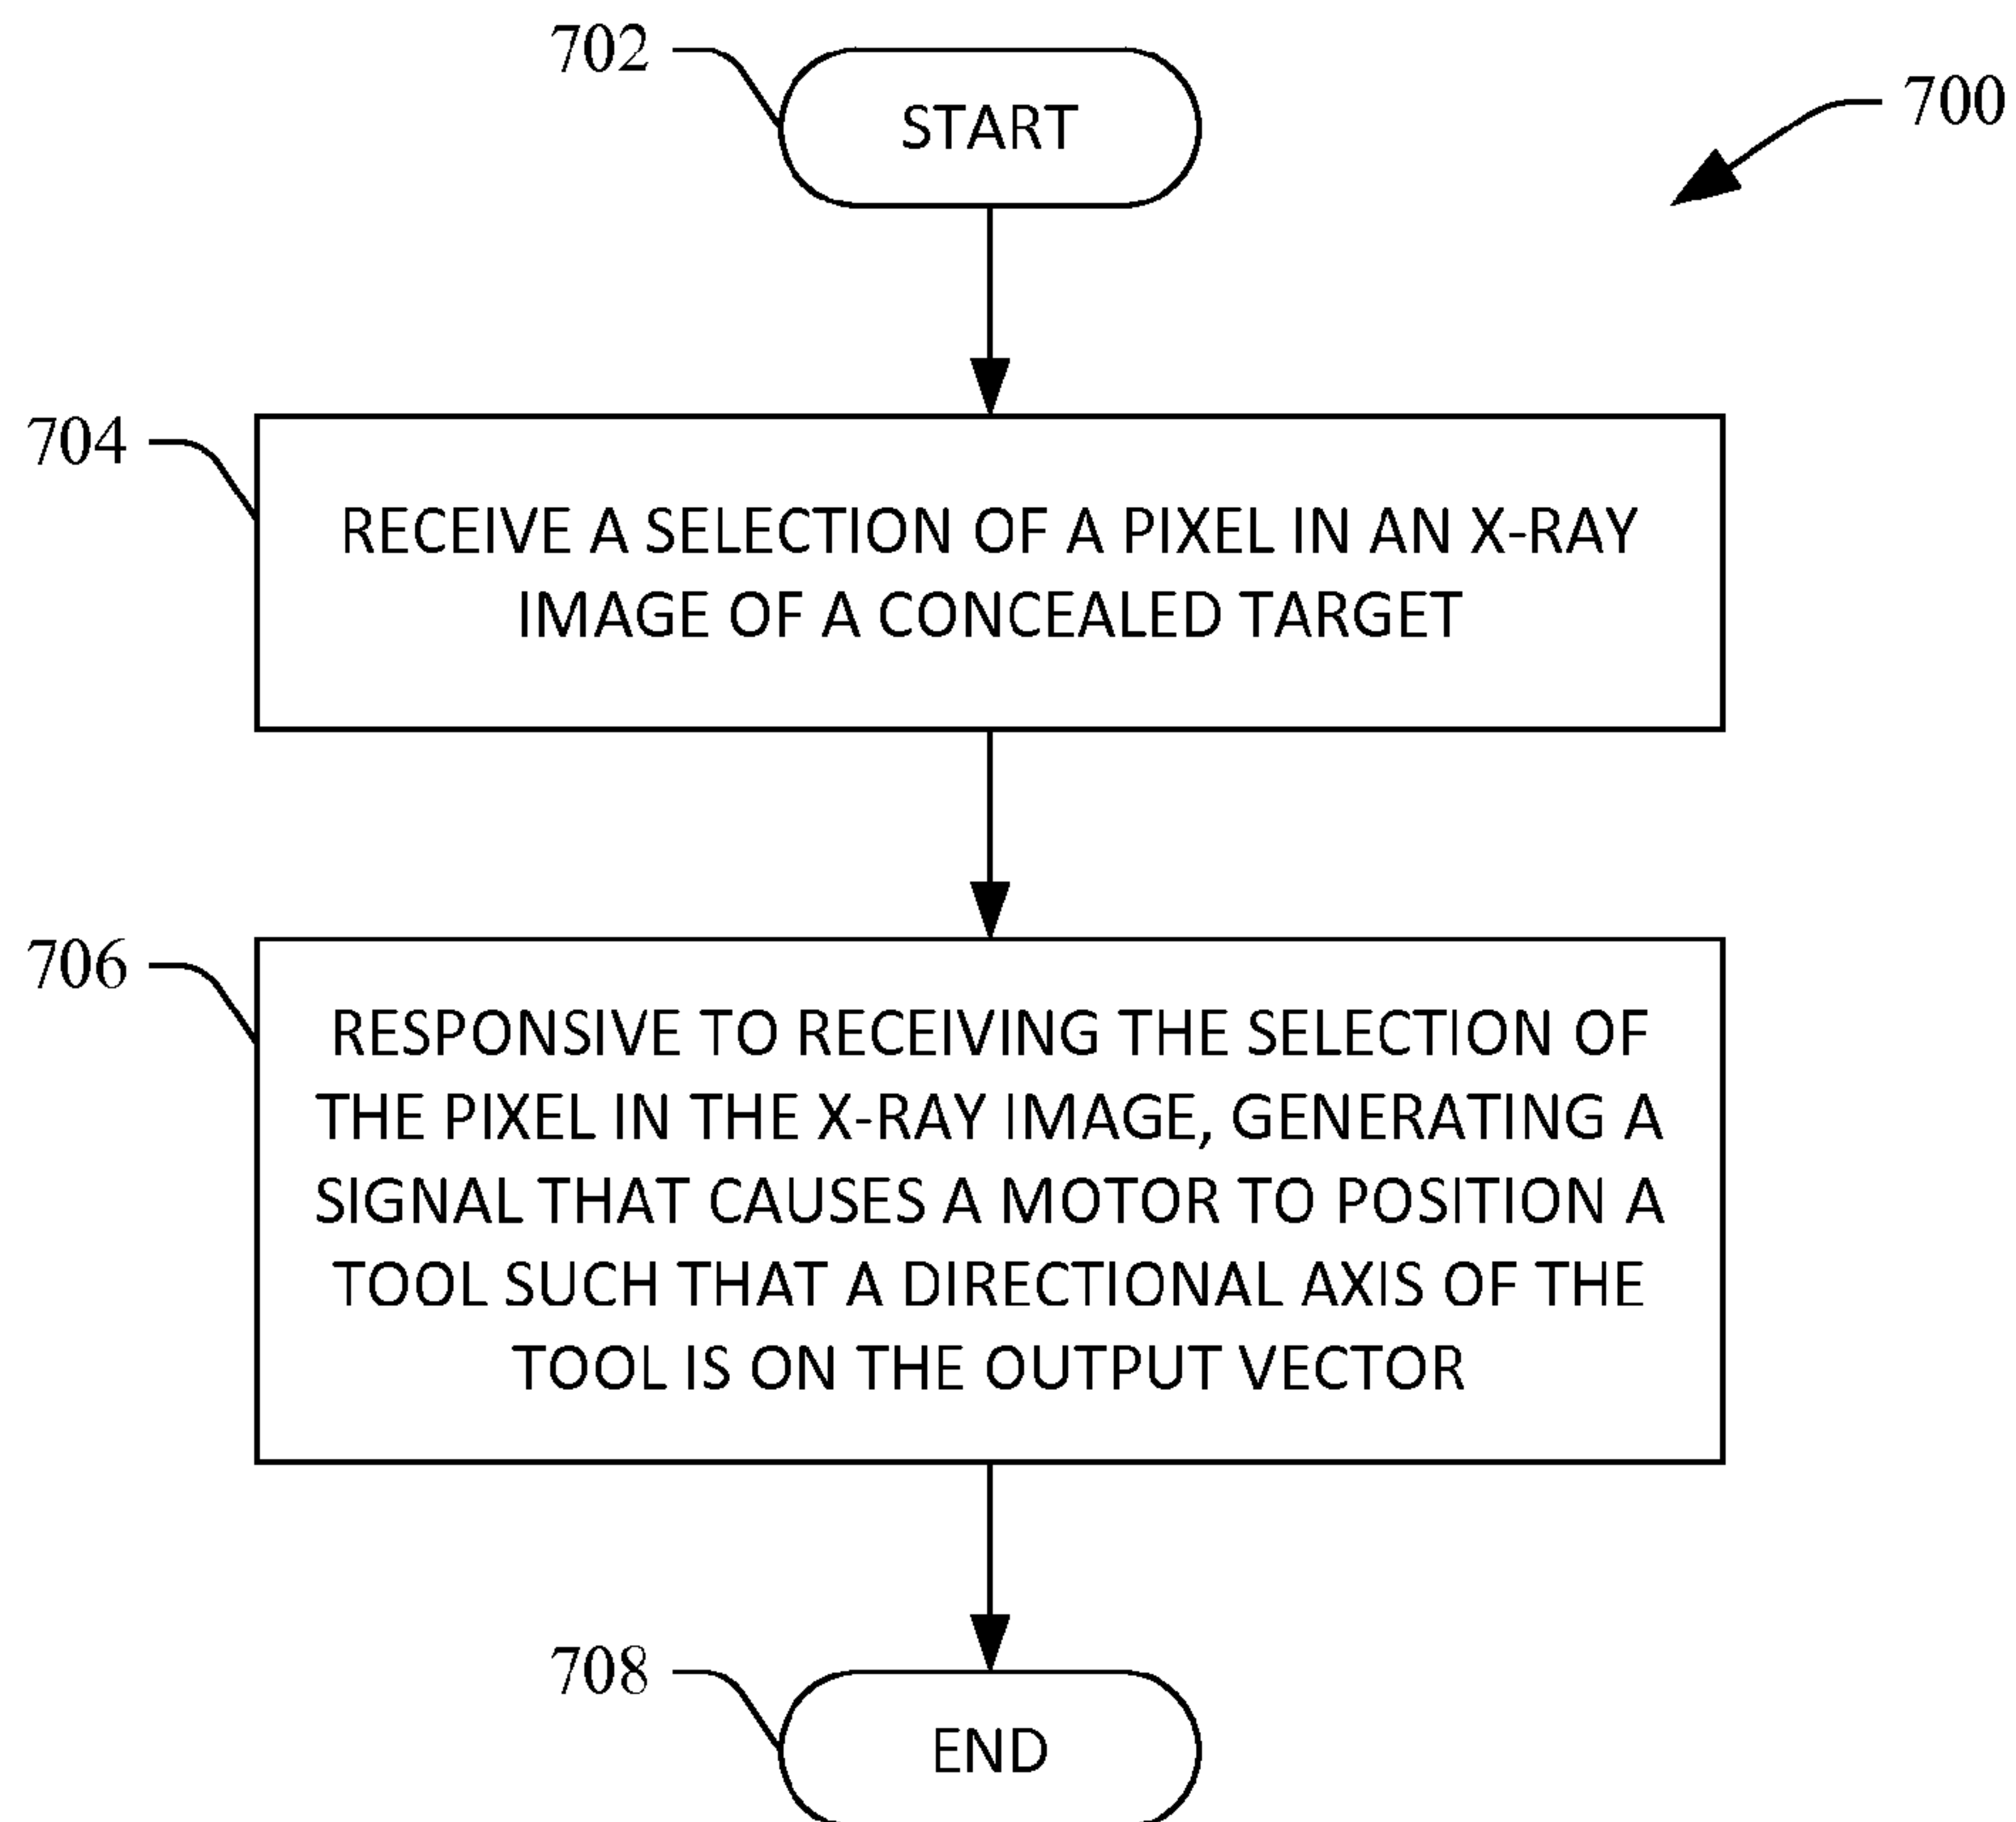 702
START
700
704
RECEIVE A SELECTION OF A PIXEL IN AN X-RAY
IMAGE OF A CONCEALED TARGET
706
RESPONSIVE TO RECEIVING THE SELECTION OF
THE PIXEL IN THE X-RAY IMAGE, GENERATING A
SIGNAL THAT CAUSES A MOTOR TO POSITION A
TOOL SUCH THAT A DIRECTIONAL AXIS OF THE
TOOL IS ON THE OUTPUT VECTOR
708
END